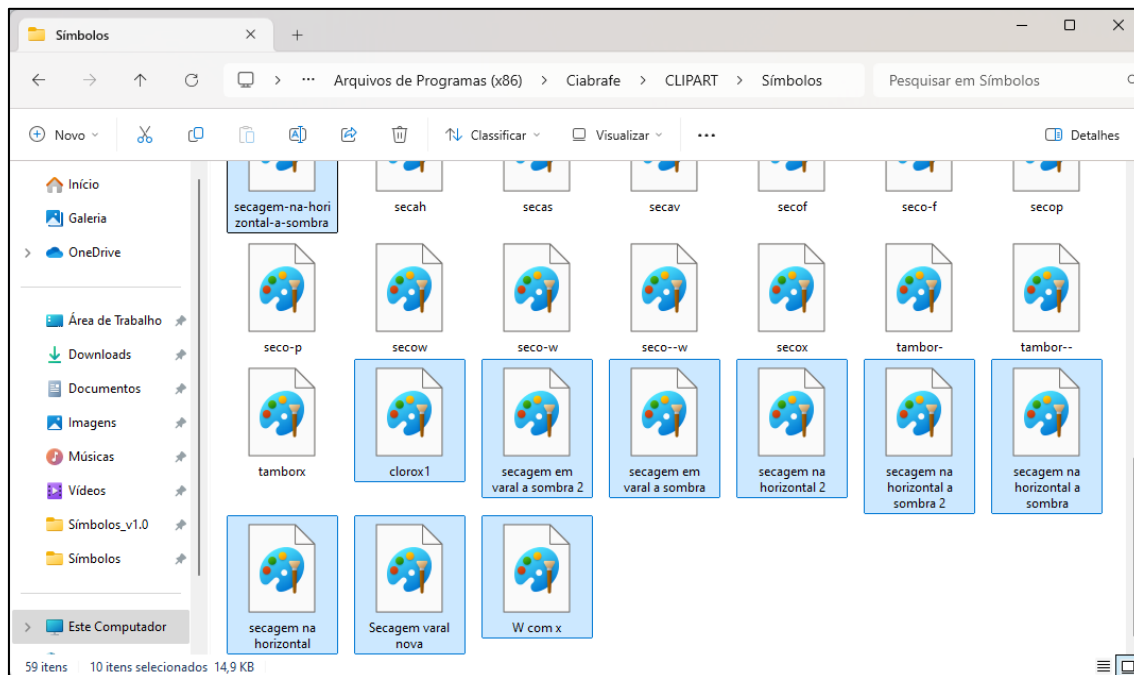 Símbolos
Arquivos de Programas (x86) > Ciabrafe > CLIPART > Símbolos
Pesquisar em Símbolos
Novo
Classificar
Visualizar
Detalhes
Início
Galeria
OneDrive
Área de Trabalho
Downloads
Documentos
Imagens
Músicas
Vídeos
Símbolos_v1.0
Símbolos
Este Computador
secagem-na-hori
zontal-a-sombra
secah
secas
secav
secof
seco-f
secop
seco-p
secow
seco-w
seco--w
secox
tambor-
tambor--
tamborx
clorox1
secagem em
varal a sombra 2
secagem em
varal a sombra
secagem na
horizontal 2
secagem na
horizontal a
sombra 2
secagem na
horizontal a
sombra
secagem na
horizontal
Secagem varal
nova
W com x
59 itens
10 itens selecionados 14,9 KB